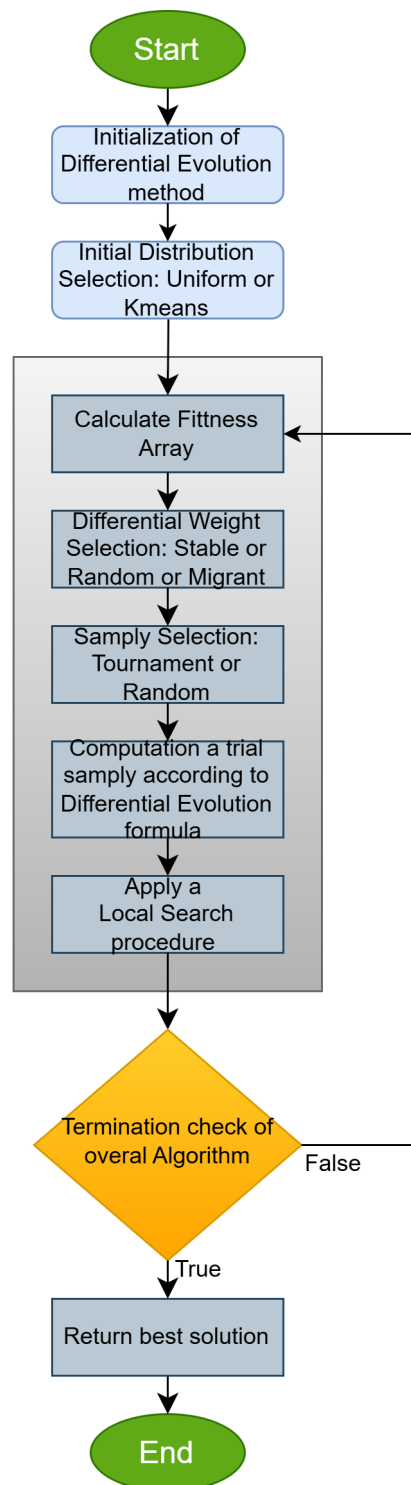 Start
Initialization of
Differential Evolution
method
Initial Distribution
Selection: Uniform or
Kmeans
Calculate Fittness
Array
Differential Weight
Selection: Stable or
Random or Migrant
Samply Selection:
Tournament or
Random
Computation a trial
samply according to
Differential Evolution
formula
Apply a
Local Search
procedure
Termination check of
overal Algorithm
False
True
Return best solution
End